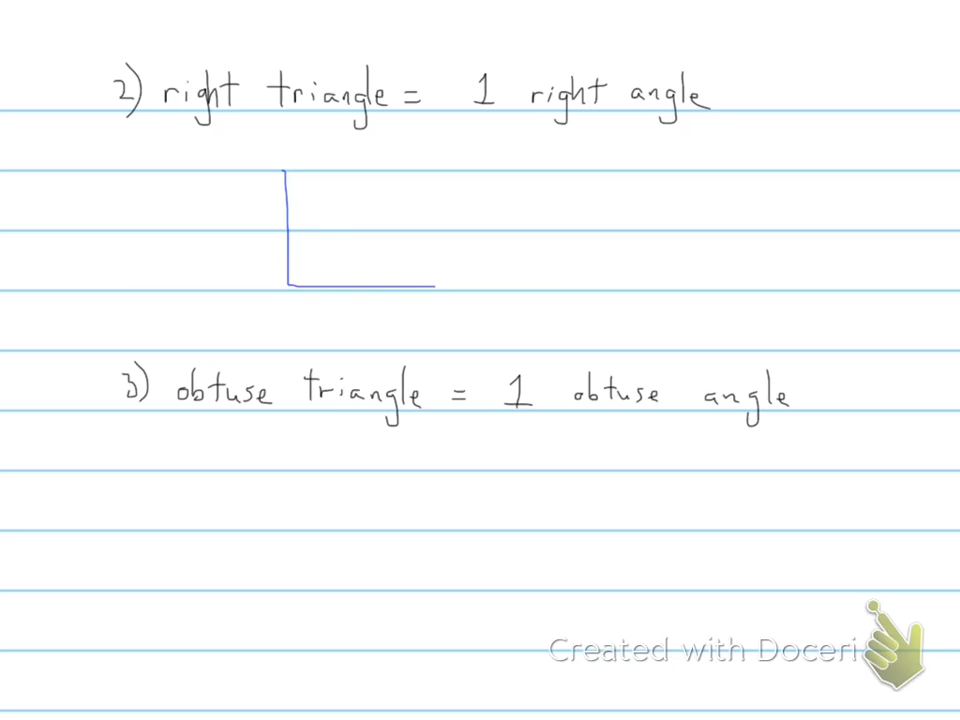 2) right triangle = 1 right angle
3) obtuse triangle = 1 obtuse angle
Created with Doceri